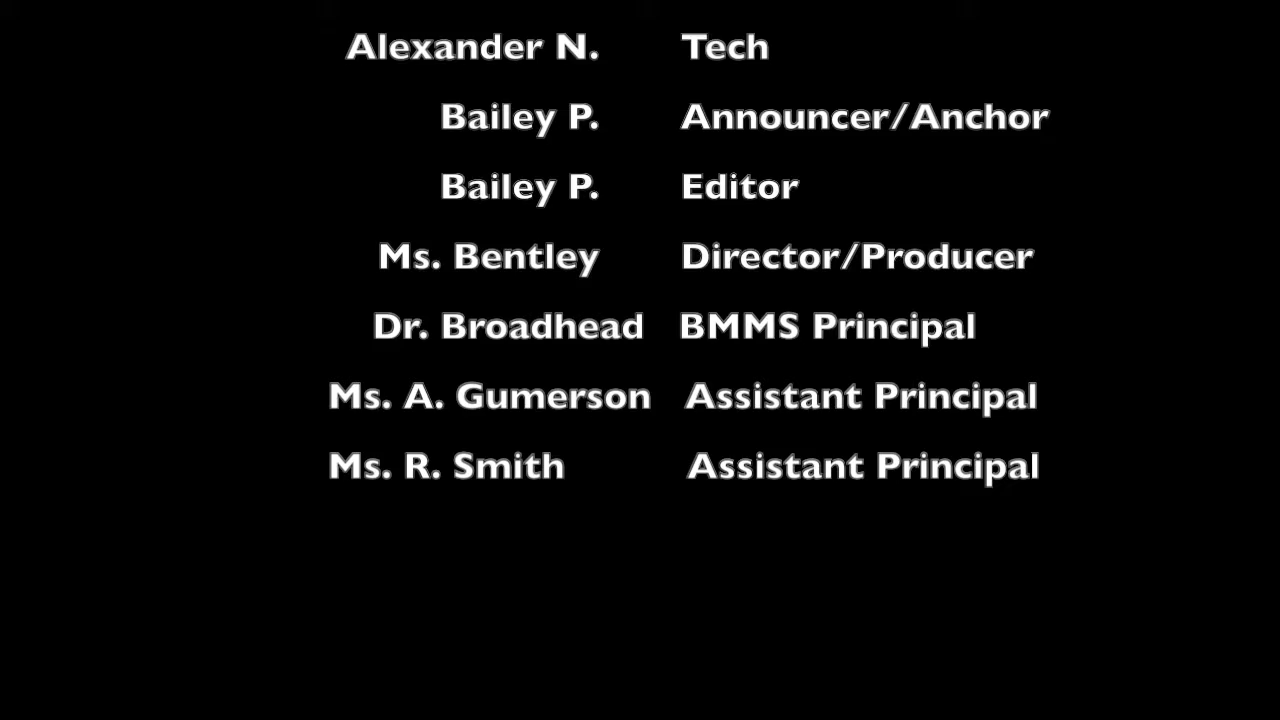 Alexander N. Tech
Bailey P. Announcer/Anchor
Bailey P. Editor
Ms. Bentley Director/Producer
Dr. Broadhead BMMS Principal
Ms. A. Gumerson Assistant Principal
Ms. R. Smith Assistant Principal